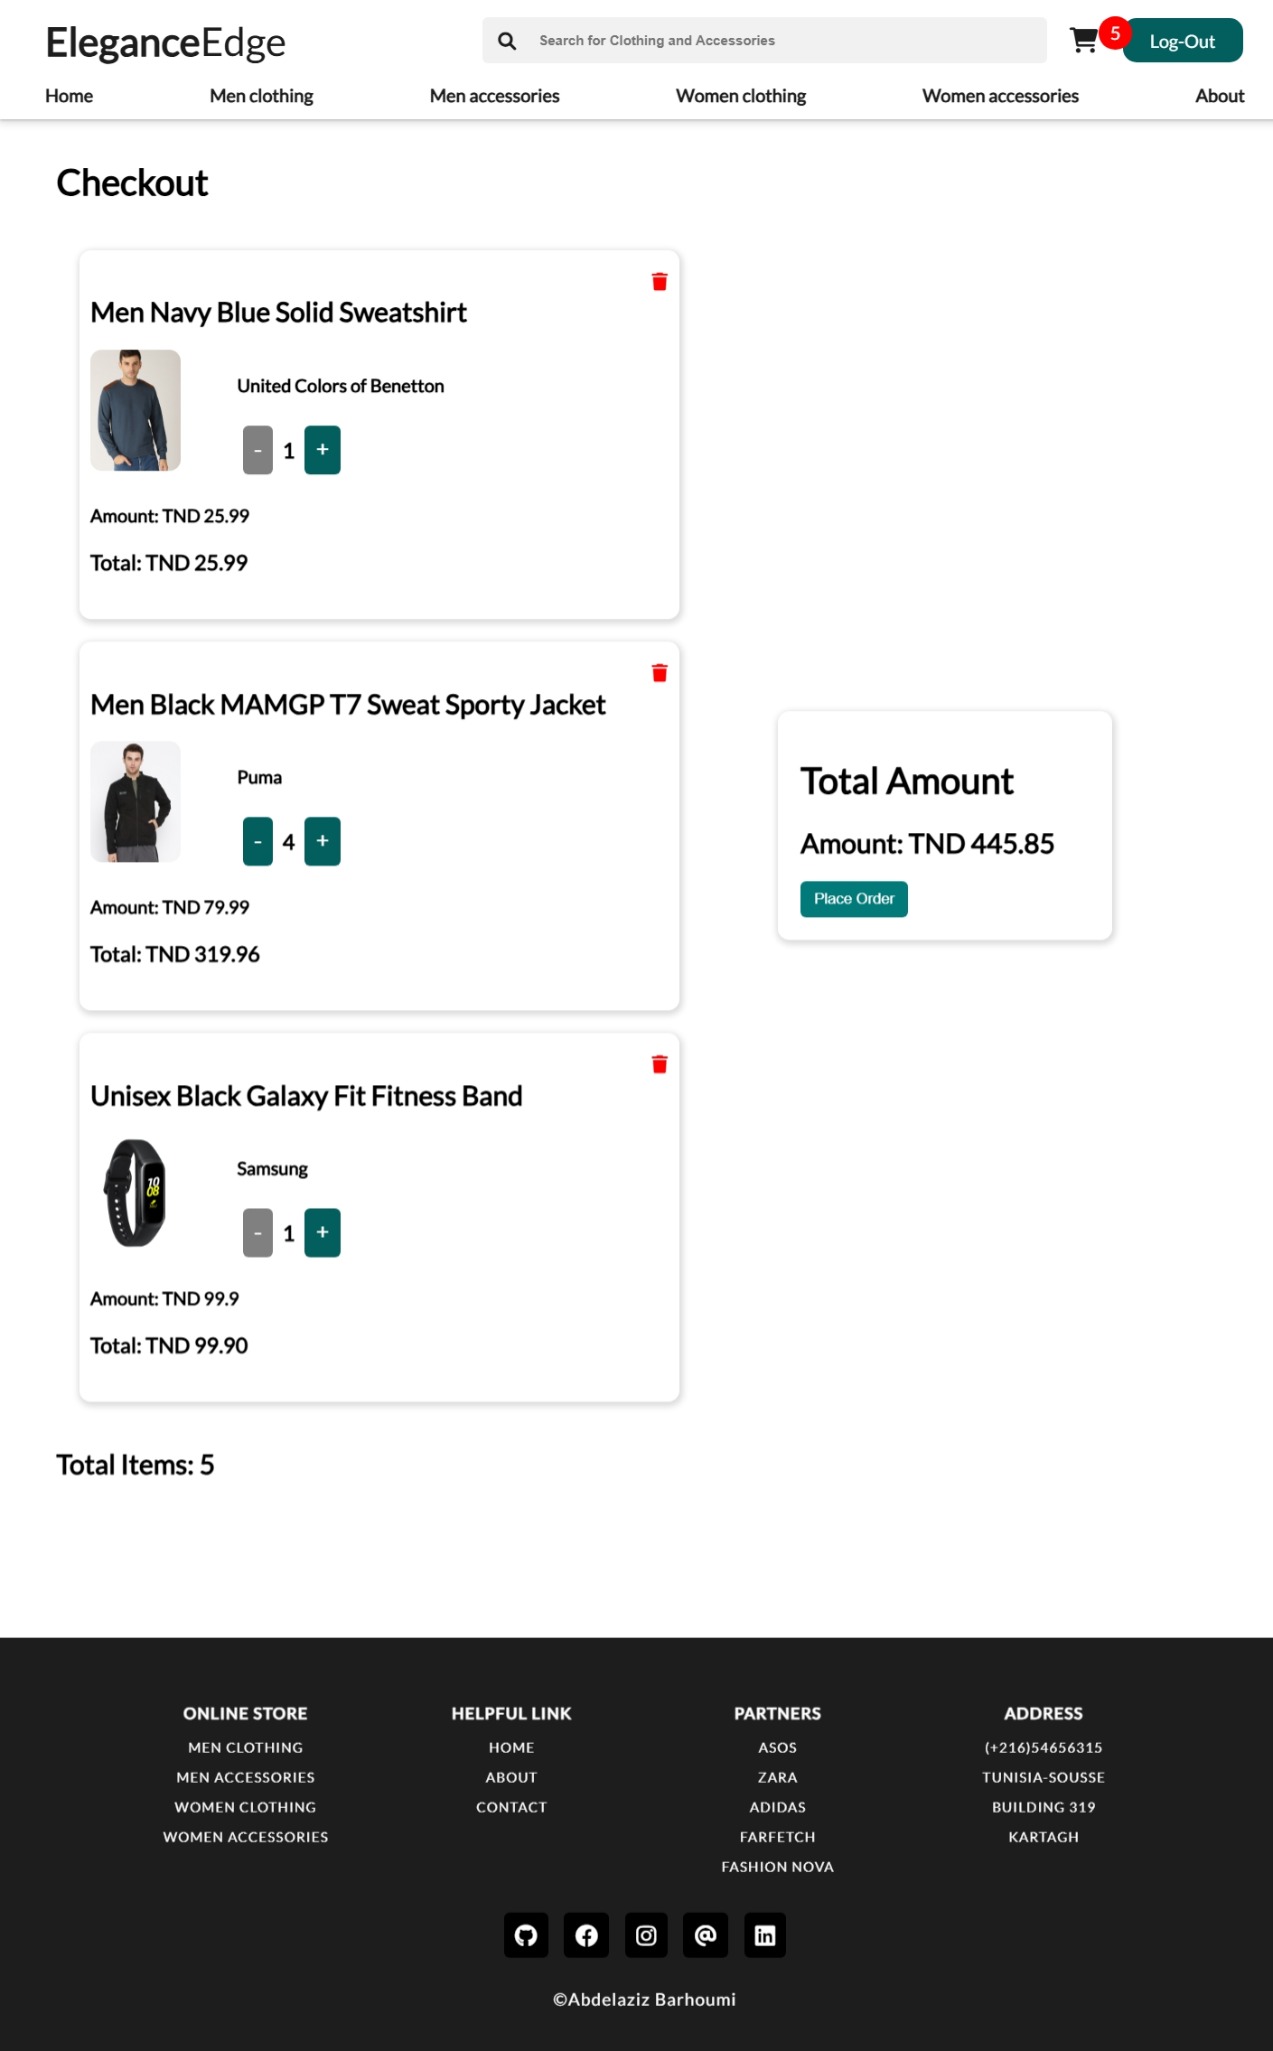 EleganceEdge
Search for Clothing and Accessories
5
Log-Out
Home
Men clothing
Men accessories
Women clothing
Women accessories
About
Checkout
Men Navy Blue Solid Sweatshirt
United Colors of Benetton
- 1 +
Amount: TND 25.99
Total: TND 25.99
Men Black MAMGP T7 Sweat Sporty Jacket
Puma
- 4 +
Amount: TND 79.99
Total: TND 319.96
Unisex Black Galaxy Fit Fitness Band
10
08
Samsung
- 1 +
Amount: TND 99.9
Total: TND 99.90
Total Amount
Amount: TND 445.85
Place Order
Total Items: 5
ONLINE STORE
MEN CLOTHING
MEN ACCESSORIES
WOMEN CLOTHING
WOMEN ACCESSORIES
HELPFUL LINK
HOME
ABOUT
CONTACT
PARTNERS
ASOS
ZARA
ADIDAS
FARFETCH
FASHION NOVA
ADDRESS
(+216)54656315
TUNISIA-SOUSSE
BUILDING 319
KARTAGH
©Abdelaziz Barhoumi